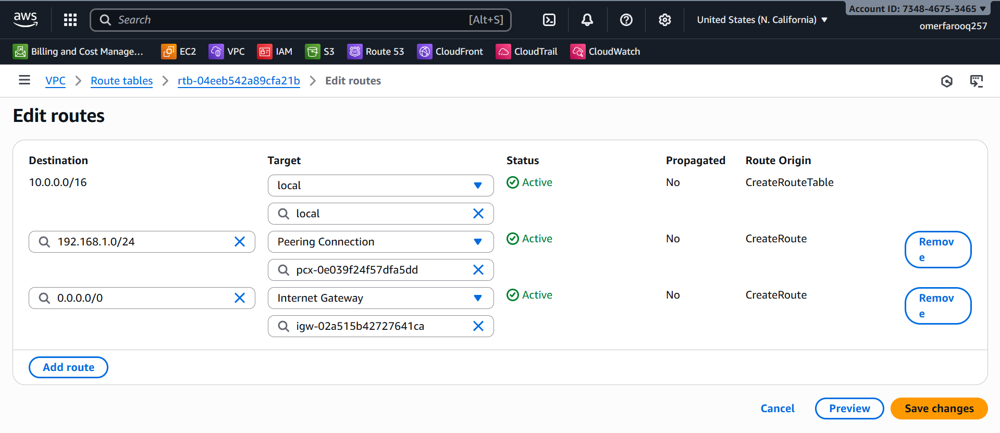 aws
Search [Alt+S]
United States (N. California)
Account ID: 7348-4675-3465
omerfarooq257
Billing and Cost Manage... EC2 VPC IAM S3 Route 53 CloudFront CloudTrail CloudWatch
VPC Route tables rtb-04eeb542a89cfa21b Edit routes
Edit routes
Destination Target Status Propagated Route Origin
10.0.0.0/16 local Active No CreateRouteTable
local
192.168.1.0/24 Peering Connection Active No CreateRoute Remov
e
pcx-0e039f24f57dfa5dd
0.0.0.0/0 Internet Gateway Active No CreateRoute Remov
e
igw-02a515b42727641ca
Add route
Cancel Preview Save changes